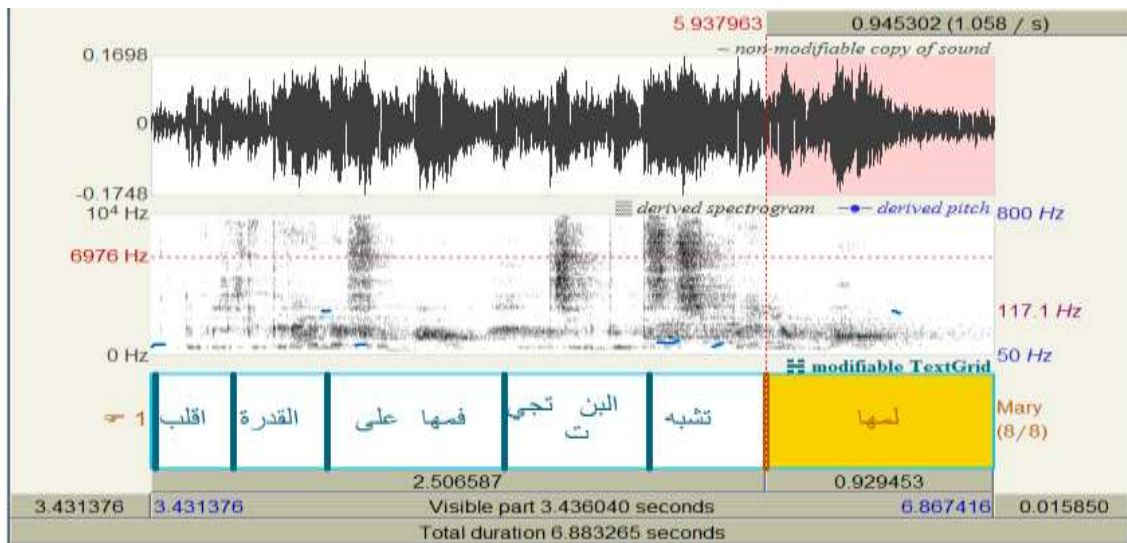 5.937963 0.945302 (1.058 / s)
non-modifiable copy of sound
0.1698
0
-0.1748
10⁴ Hz derived spectrogram derived pitch 800 Hz
6976 Hz
117.1 Hz
0 Hz 50 Hz
modifiable TextGrid
1 اقلب القدرة فمها على البن تجي ت تشبه لمها Mary (8/8)
2.506587 0.929453
3.431376 3.431376 Visible part 3.436040 seconds 6.867416 0.015850
Total duration 6.883265 seconds